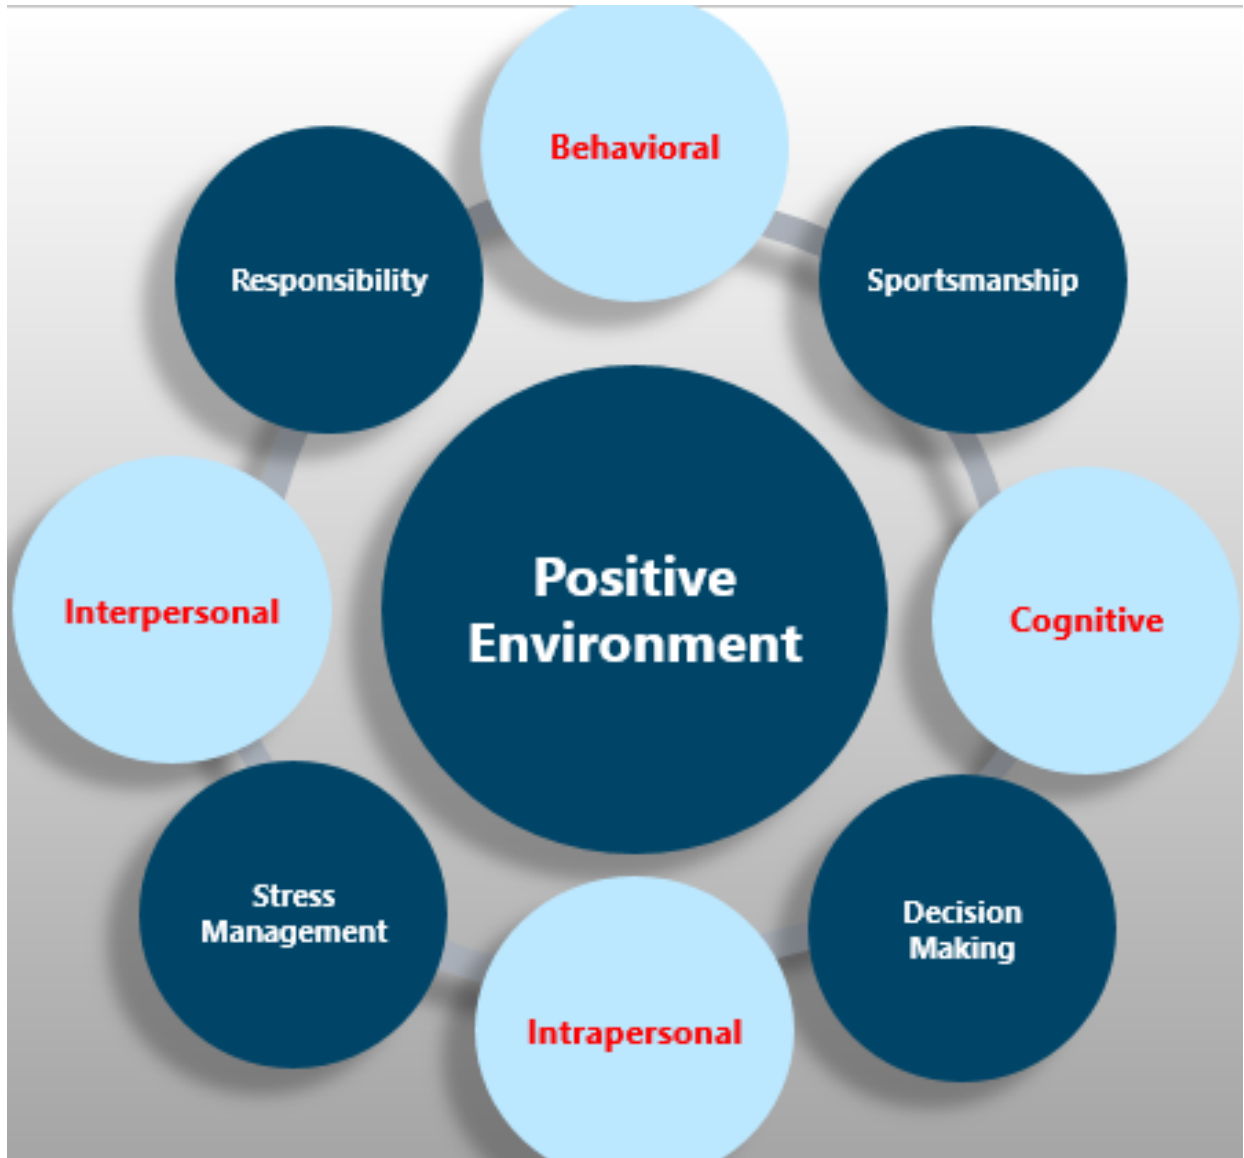 Behavioral
Responsibility
Sportsmanship
Positive
Environment
Interpersonal
Cognitive
Stress
Management
Decision
Making
Intrapersonal